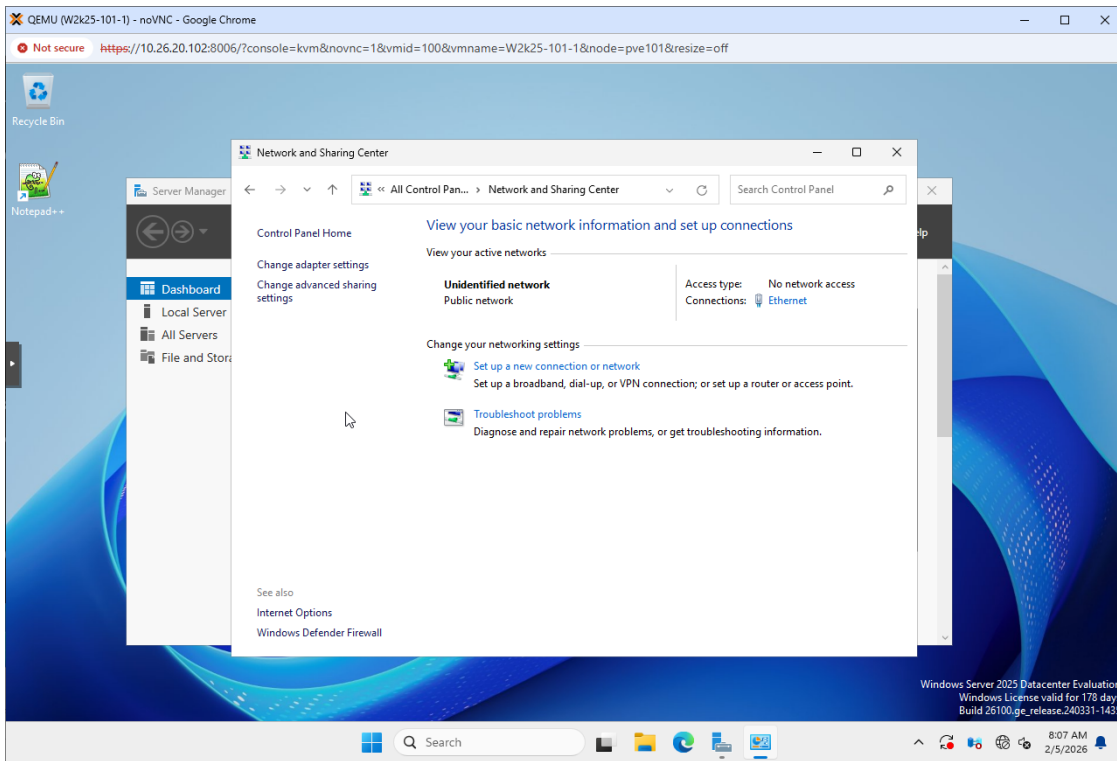 QEMU (W2k25-101-1) - noVNC - Google Chrome
Not secure https://10.26.20.102:8006/?console=kvm&novnc=1&vmid=100&vmname=W2k25-101-1&node=pve101&resize=off
Recycle Bin
Notepad++
Server Manager
Dashboard
Local Server
All Servers
File and Stora
elp
Network and Sharing Center
« All Control Pan... › Network and Sharing Center
Search Control Panel
Control Panel Home
Change adapter settings
Change advanced sharing
settings
View your basic network information and set up connections
View your active networks
Unidentified network
Public network
Access type: No network access
Connections: Ethernet
Change your networking settings
Set up a new connection or network
Set up a broadband, dial-up, or VPN connection; or set up a router or access point.
Troubleshoot problems
Diagnose and repair network problems, or get troubleshooting information.
See also
Internet Options
Windows Defender Firewall
Windows Server 2025 Datacenter Evaluation
Windows License valid for 178 day
Build 26100.ge_release.240331-143
Search
8:07 AM
2/5/2026